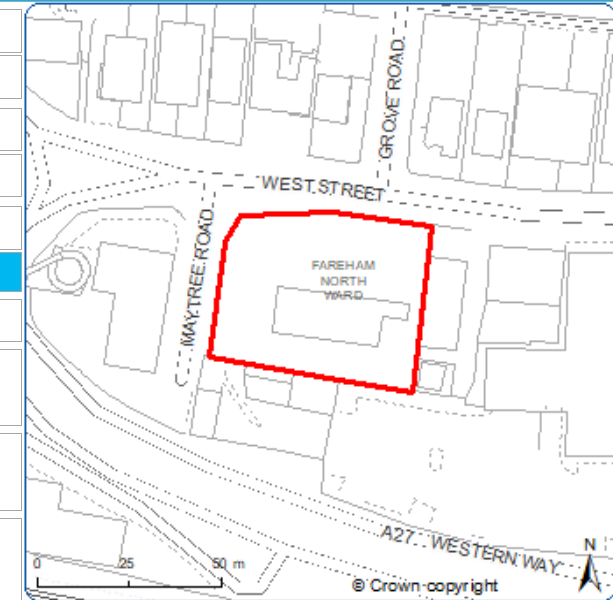 GROVE ROAD
WEST STREET
MAYTREE ROAD
FAREHAM
NORTH
WARD
A27 WESTERN WAY
N
0 25 50 m
© Crown copyright